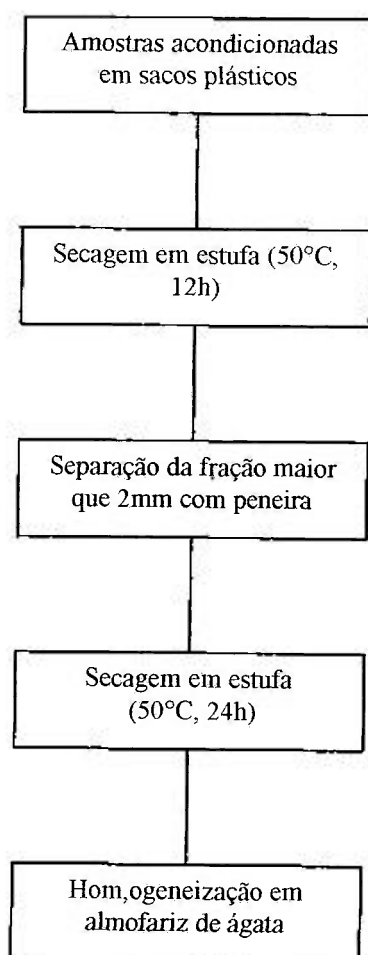 Amostras acondicionadas
em sacos plásticos
Secagem em estufa (50°C,
12h)
Separação da fração maior
que 2mm com peneira
Secagem em estufa
(50°C, 24h)
Hom,ogeneização em
almofariz de ágata